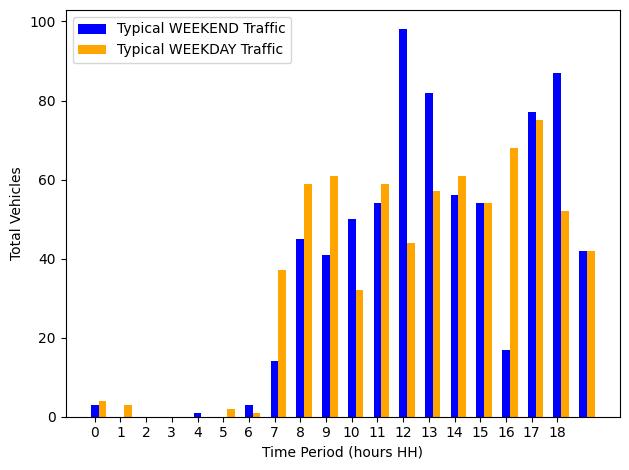 Typical WEEKEND Traffic
Typical WEEKDAY Traffic
100
80
60
40
20
0
Total Vehicles
0 1 2 3 4 5 6 7 8 9 10 11 12 13 14 15 16 17 18
Time Period (hours HH)